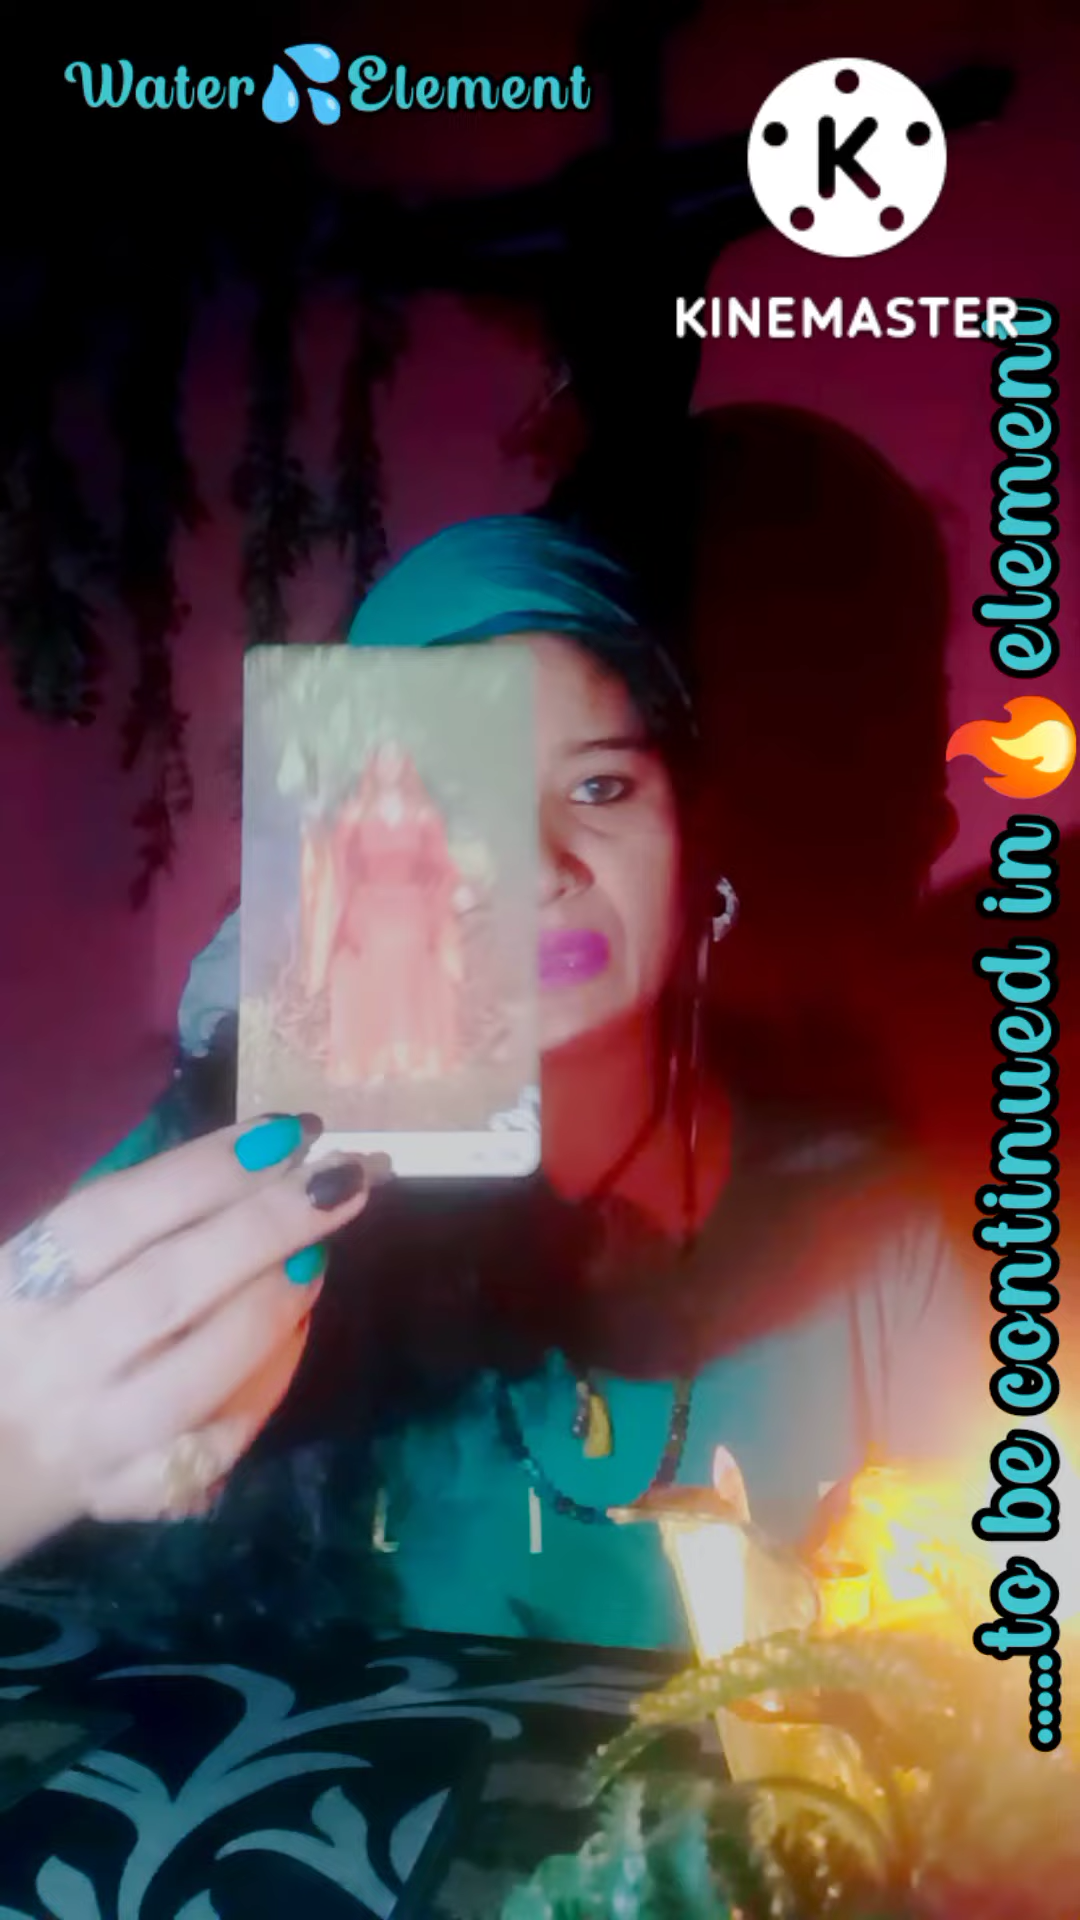 Water💦Element
K
KINEMASTER
.....to be continued in 🔥 element